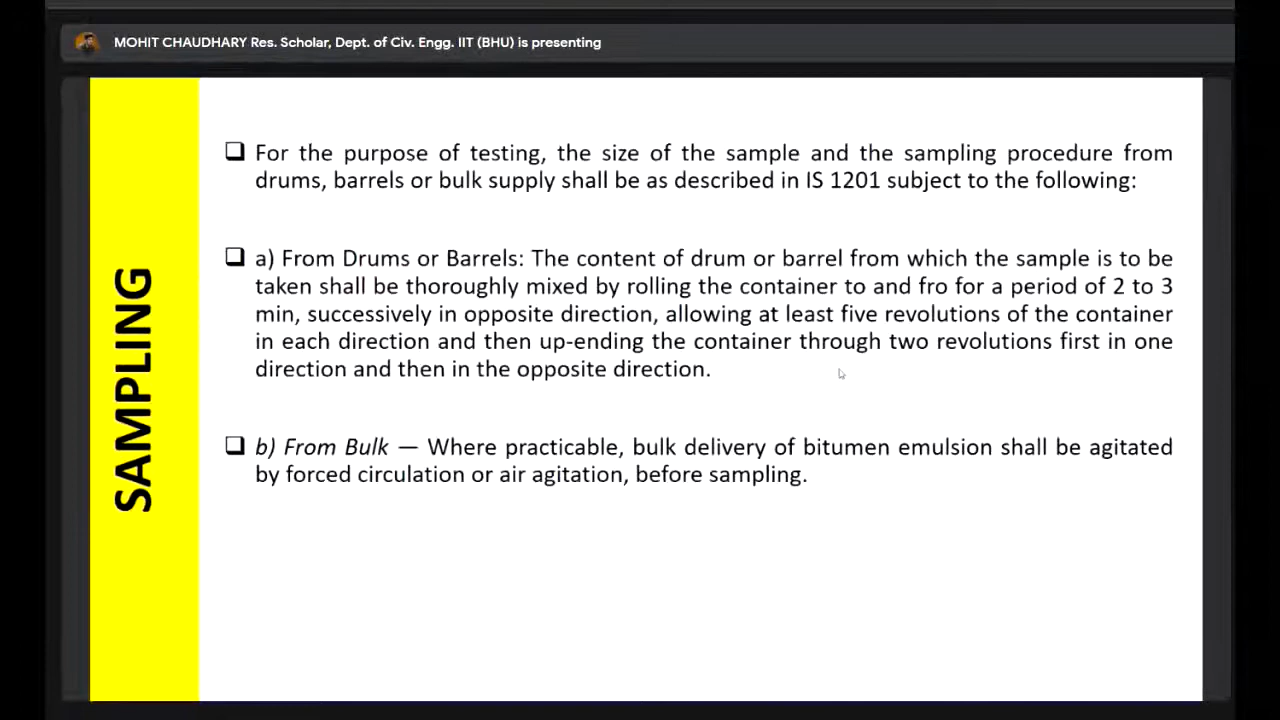 MOHIT CHAUDHARY Res. Scholar, Dept. of Civ. Engg. IIT (BHU) is presenting
SAMPLING
For the purpose of testing, the size of the sample and the sampling procedure from
drums, barrels or bulk supply shall be as described in IS 1201 subject to the following:
a) From Drums or Barrels: The content of drum or barrel from which the sample is to be
taken shall be thoroughly mixed by rolling the container to and fro for a period of 2 to 3
min, successively in opposite direction, allowing at least five revolutions of the container
in each direction and then up-ending the container through two revolutions first in one
direction and then in the opposite direction.
b) From Bulk — Where practicable, bulk delivery of bitumen emulsion shall be agitated
by forced circulation or air agitation, before sampling.